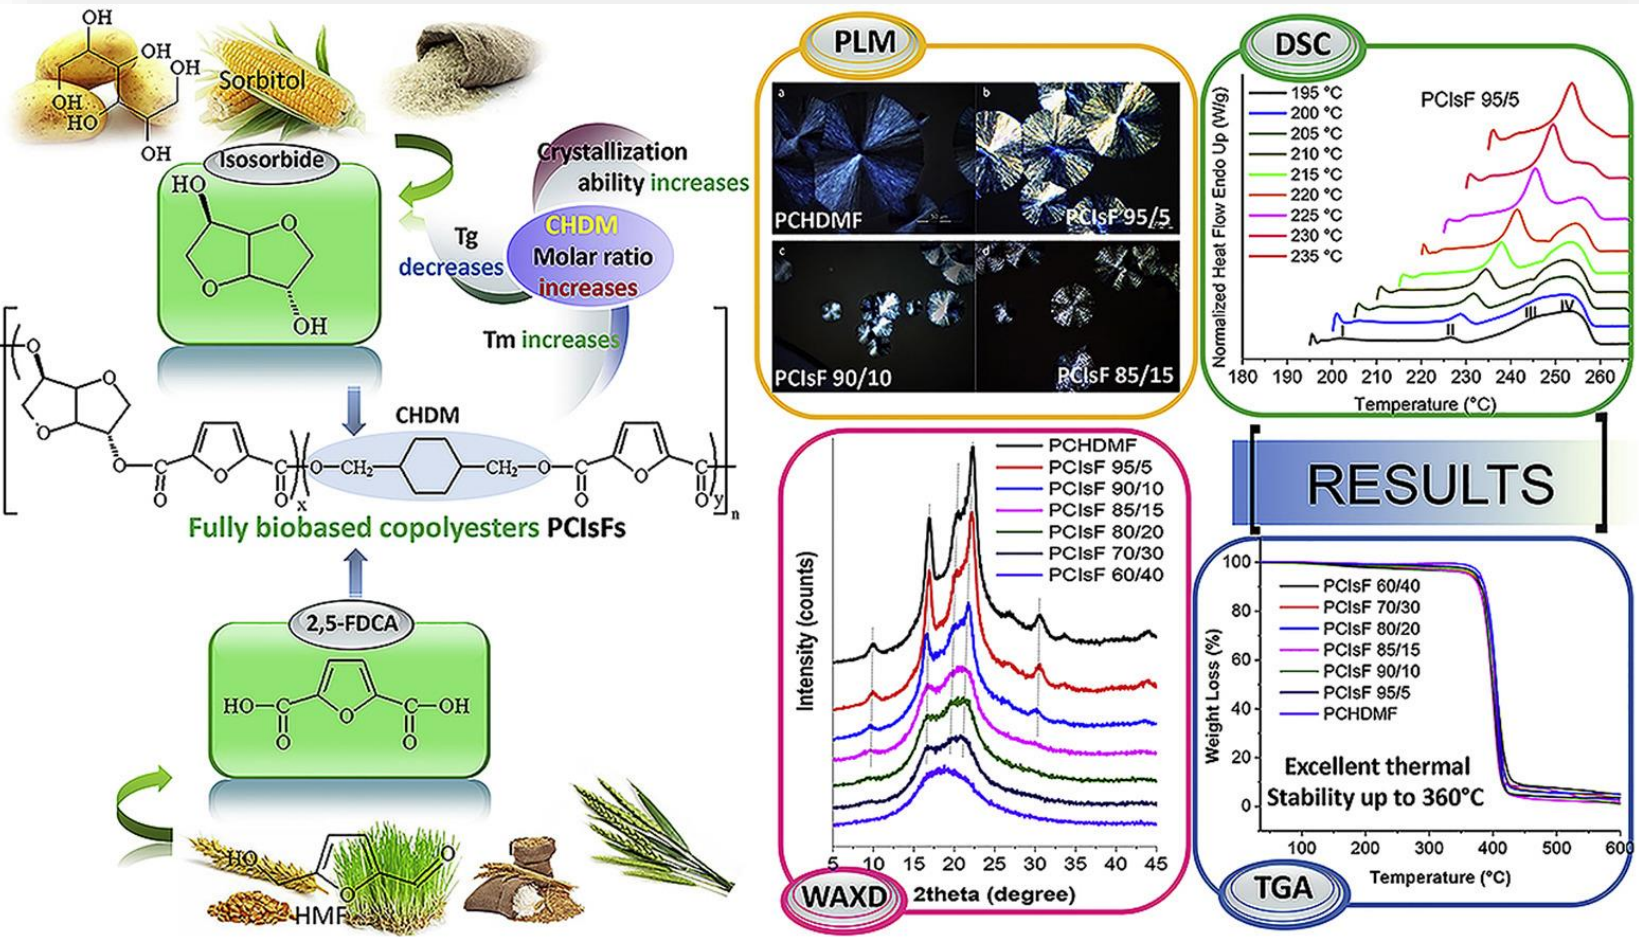 OH
OH
OH
OH
HO
OH
Sorbitol
Isosorbide
HO
O
O
OH
Crystallization
ability increases
Tg
decreases
CHDM
Molar ratio
increases
Tm increases
O
O
O
O
C
O
O
C
O
x
CHDM
O
CH2
CH2
O
C
O
O
C
O
y
n
Fully biobased copolyesters PCIsFs
2,5-FDCA
HO
C
O
O
C
O
OH
HO
O
O
HMF
PLM
a
b
PCHDMF
PCIsF 95/5
c
d
PCIsF 90/10
PCIsF 85/15
DSC
Normalized Heat Flow Endo Up (W/g)
195 °C
200 °C
205 °C
210 °C
215 °C
220 °C
225 °C
230 °C
235 °C
PCIsF 95/5
I
II
III
IV
180 190 200 210 220 230 240 250 260
Temperature (°C)
RESULTS
Intensity (counts)
PCHDMF
PCIsF 95/5
PCIsF 90/10
PCIsF 85/15
PCIsF 80/20
PCIsF 70/30
PCIsF 60/40
5 10 15 20 25 30 35 40 45
2theta (degree)
WAXD
Weight Loss (%)
100
80
60
40
20
0
PCIsF 60/40
PCIsF 70/30
PCIsF 80/20
PCIsF 85/15
PCIsF 90/10
PCIsF 95/5
PCHDMF
Excellent thermal
Stability up to 360°C
100 200 300 400 500 600
Temperature (°C)
TGA